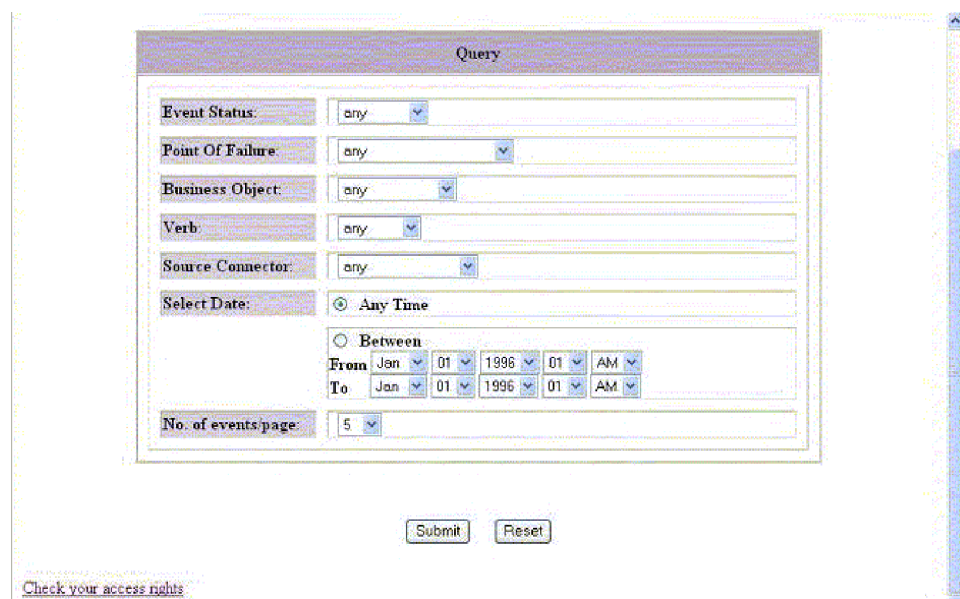 Query
Event Status: any
Point Of Failure: any
Business Object: any
Verb: any
Source Connector: any
Select Date: Any Time
Between
From Jan 01 1996 01 AM
To Jan 01 1996 01 AM
No. of events/page: 5
Submit Reset
Check your access rights